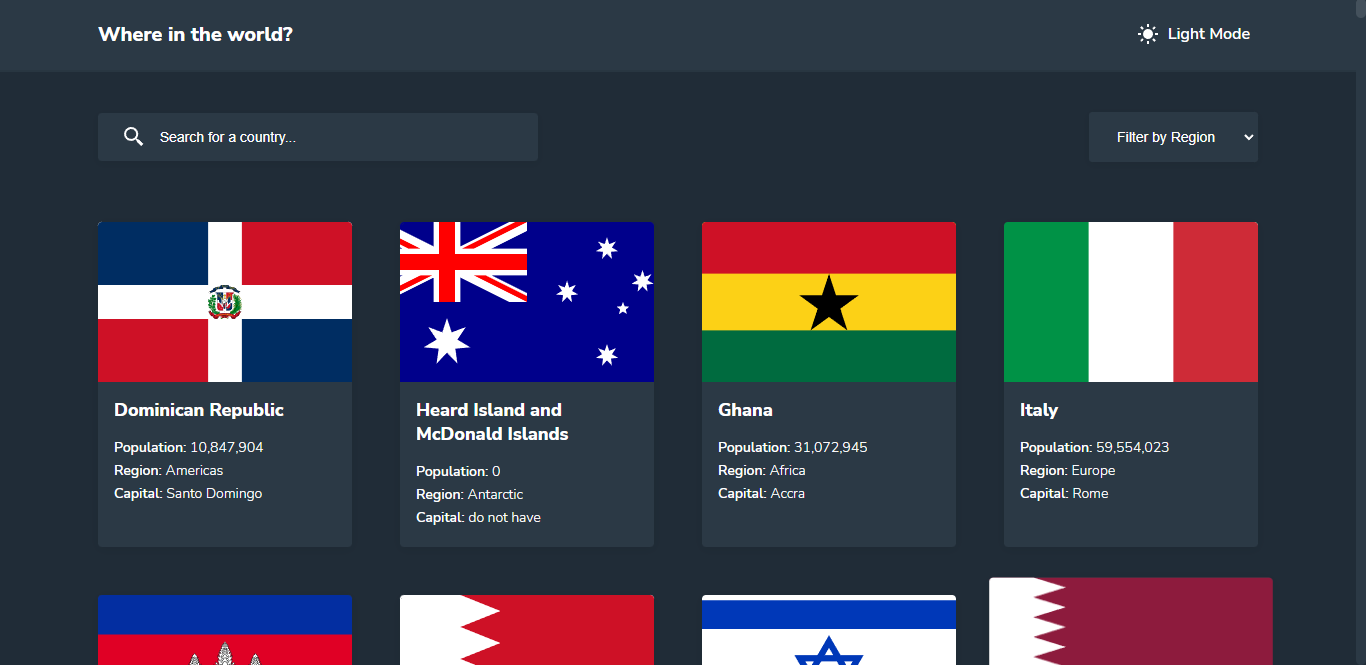 Where in the world?
Light Mode
Search for a country...
Filter by Region
Dominican Republic
Population: 10,847,904
Region: Americas
Capital: Santo Domingo
Heard Island and
McDonald Islands
Population: 0
Region: Antarctic
Capital: do not have
Ghana
Population: 31,072,945
Region: Africa
Capital: Accra
Italy
Population: 59,554,023
Region: Europe
Capital: Rome